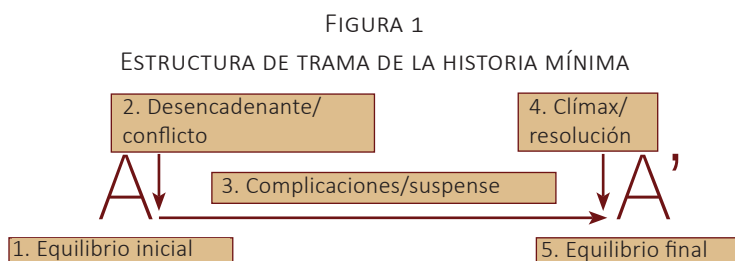 FIGURA 1
ESTRUCTURA DE TRAMA DE LA HISTORIA MÍNIMA
2. Desencadenante/
conflicto
4. Clímax/
resolución
A
A’
3. Complicaciones/suspense
1. Equilibrio inicial
5. Equilibrio final